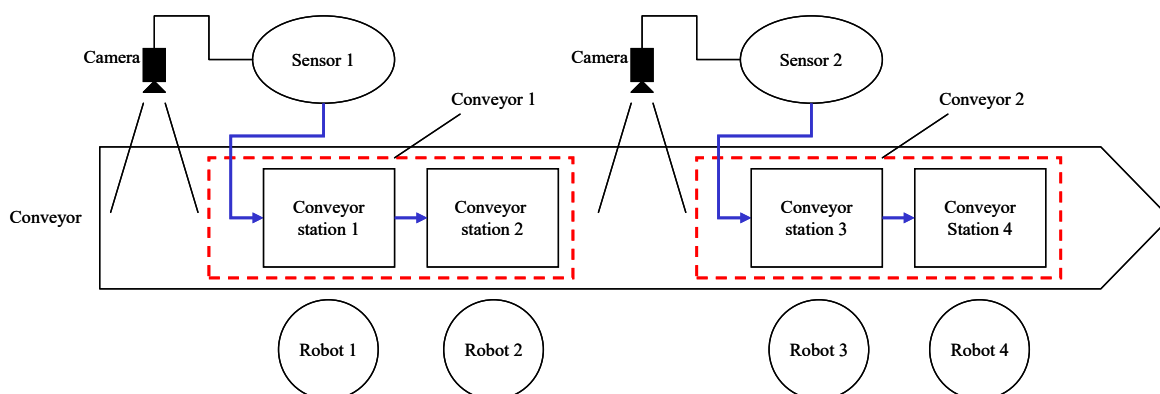 Camera
Sensor 1
Conveyor 1
Camera
Sensor 2
Conveyor 2
Conveyor
Conveyor
station 1
Conveyor
station 2
Conveyor
station 3
Conveyor
Station 4
Robot 1
Robot 2
Robot 3
Robot 4